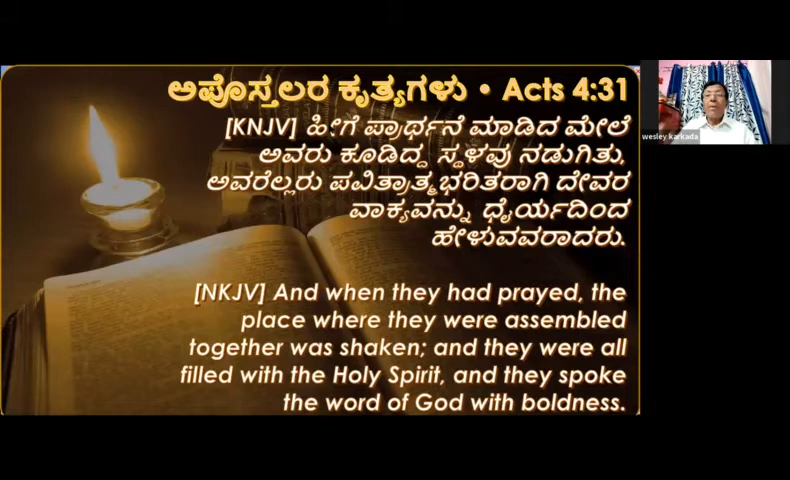 ಅಪೊಸ್ತಲರ ಕೃತ್ಯಗಳು • Acts 4:31
[KNJV] ಹೀಗೆ ಪ್ರಾರ್ಥನೆ ಮಾಡಿದ ಮೇಲೆ
ಅವರು ಕೂಡಿದ್ದ ಸ್ಥಳವು ನಡುಗಿತು.
ಅವರೆಲ್ಲರು ಪವಿತ್ರಾತ್ಮಭರಿತರಾಗಿ ದೇವರ
ವಾಕ್ಯವನ್ನು ಧೈರ್ಯದಿಂದ
ಹೇಳುವವರಾದರು.
[NKJV] And when they had prayed, the
place where they were assembled
together was shaken; and they were all
filled with the Holy Spirit, and they spoke
the word of God with boldness.
wesley karkada